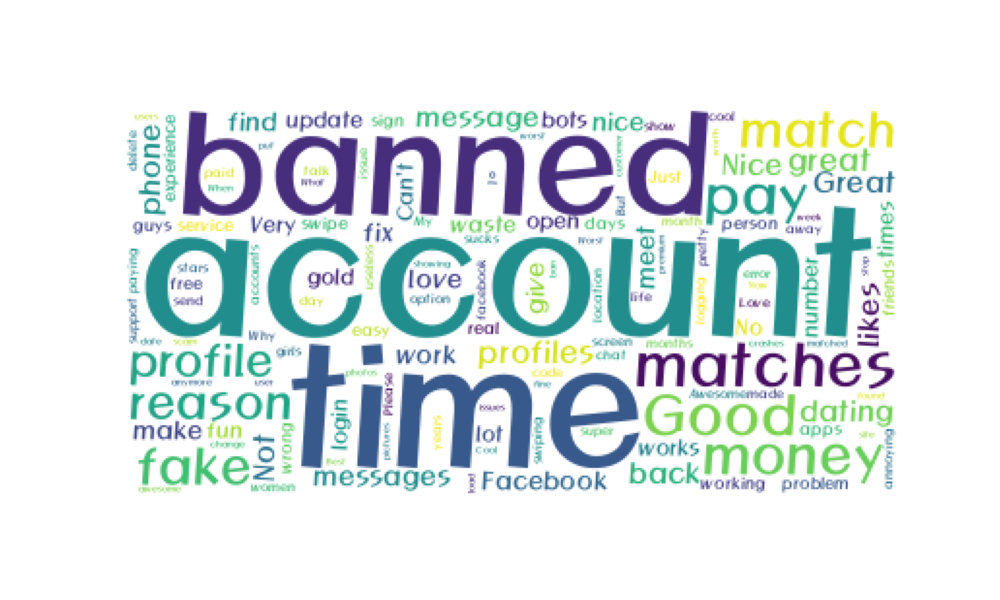 users
delete
phone
experience
find
update
sign
message
bots
nice
show
cool
match
worst
worth
customer
put
issue
banned
paid
When
talk
What
Can't
Just
Nice
great
Great
pay
But
guys
service
Very
swipe
fix
My
waste
sucks
open
days
month
person
week
away
times
Worst
meet
premium
pretty
account
support
paying
stars
free
send
accounts
gold
day
useless
showing
love
option
facebook
give
ban
location
life
logging
error
Love
No
number
likes
stop
friends
date
scam
Why
easy
real
screen
months
crashes
matched
profile
girls
work
profiles
chat
matches
anymore
user
photos
Please
code
fine
time
reason
Awesome
made
found
make
fun
change
Not
wrong
login
pictures
years
issues
lot
Cool
swiping
super
Good
dating
apps
site
annoying
fake
Best
works
money
awesome
women
messages
load
Facebook
back
working
problem